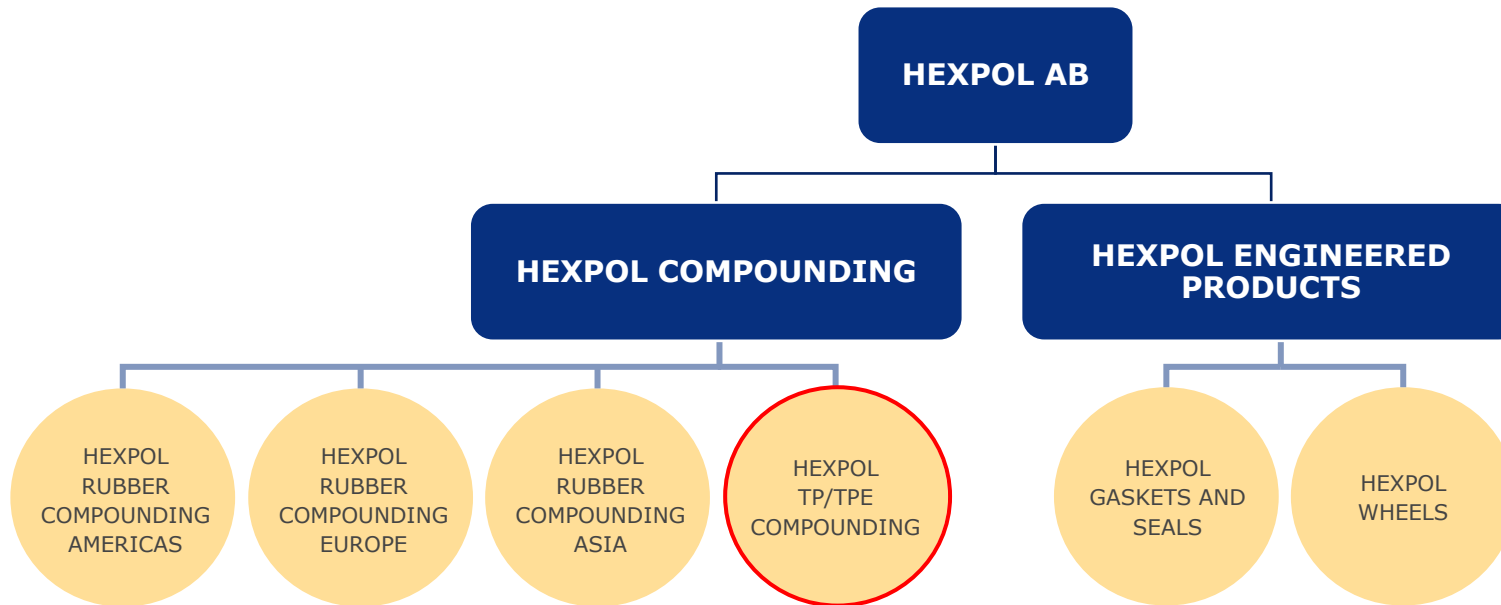 HEXPOL AB
HEXPOL COMPOUNDING
HEXPOL ENGINEERED
PRODUCTS
HEXPOL
RUBBER
COMPOUNDING
AMERICAS
HEXPOL
RUBBER
COMPOUNDING
EUROPE
HEXPOL
RUBBER
COMPOUNDING
ASIA
HEXPOL
TP/TPE
COMPOUNDING
HEXPOL
GASKETS AND
SEALS
HEXPOL
WHEELS